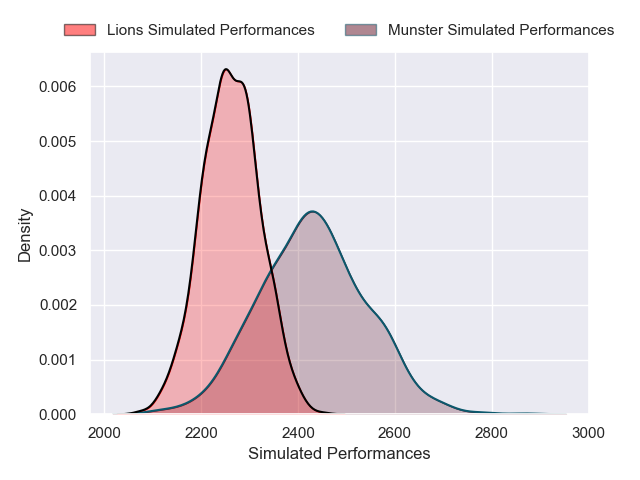 Lions Simulated Performances Munster Simulated Performances
0.006
0.005
0.004
0.003
0.002
0.001
0.000
Density
2000 2200 2400 2600 2800 3000
Simulated Performances